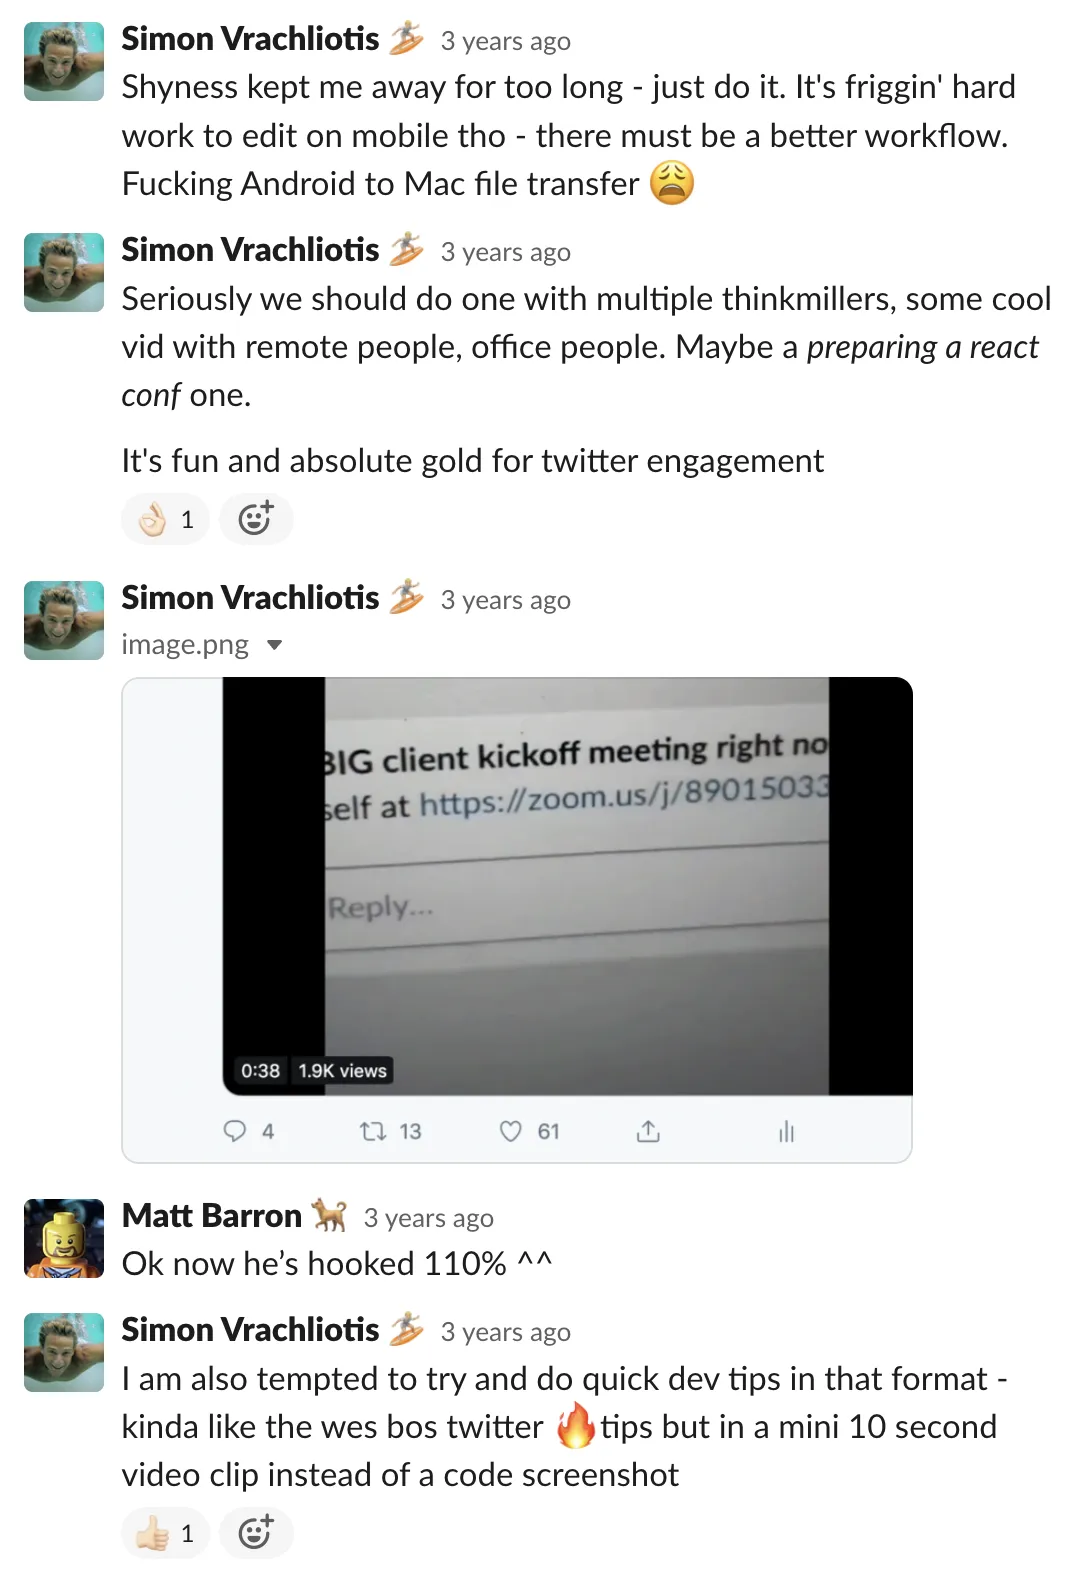 Simon Vrachliotis 🏄 3 years ago
Shyness kept me away for too long - just do it. It's friggin' hard
work to edit on mobile tho - there must be a better workflow.
Fucking Android to Mac file transfer 😩
Simon Vrachliotis 🏄 3 years ago
Seriously we should do one with multiple thinkmillers, some cool
vid with remote people, office people. Maybe a preparing a react
conf one.
It's fun and absolute gold for twitter engagement
👌🏻 1
Simon Vrachliotis 🏄 3 years ago
image.png
BIG client kickoff meeting right no
self at https://zoom.us/j/89015033
Reply...
0:38 1.9K views
4 13 61
Matt Barron 🐕 3 years ago
Ok now he’s hooked 110% ^^
Simon Vrachliotis 🏄 3 years ago
I am also tempted to try and do quick dev tips in that format -
kinda like the wes bos twitter 🔥tips but in a mini 10 second
video clip instead of a code screenshot
👍🏻 1